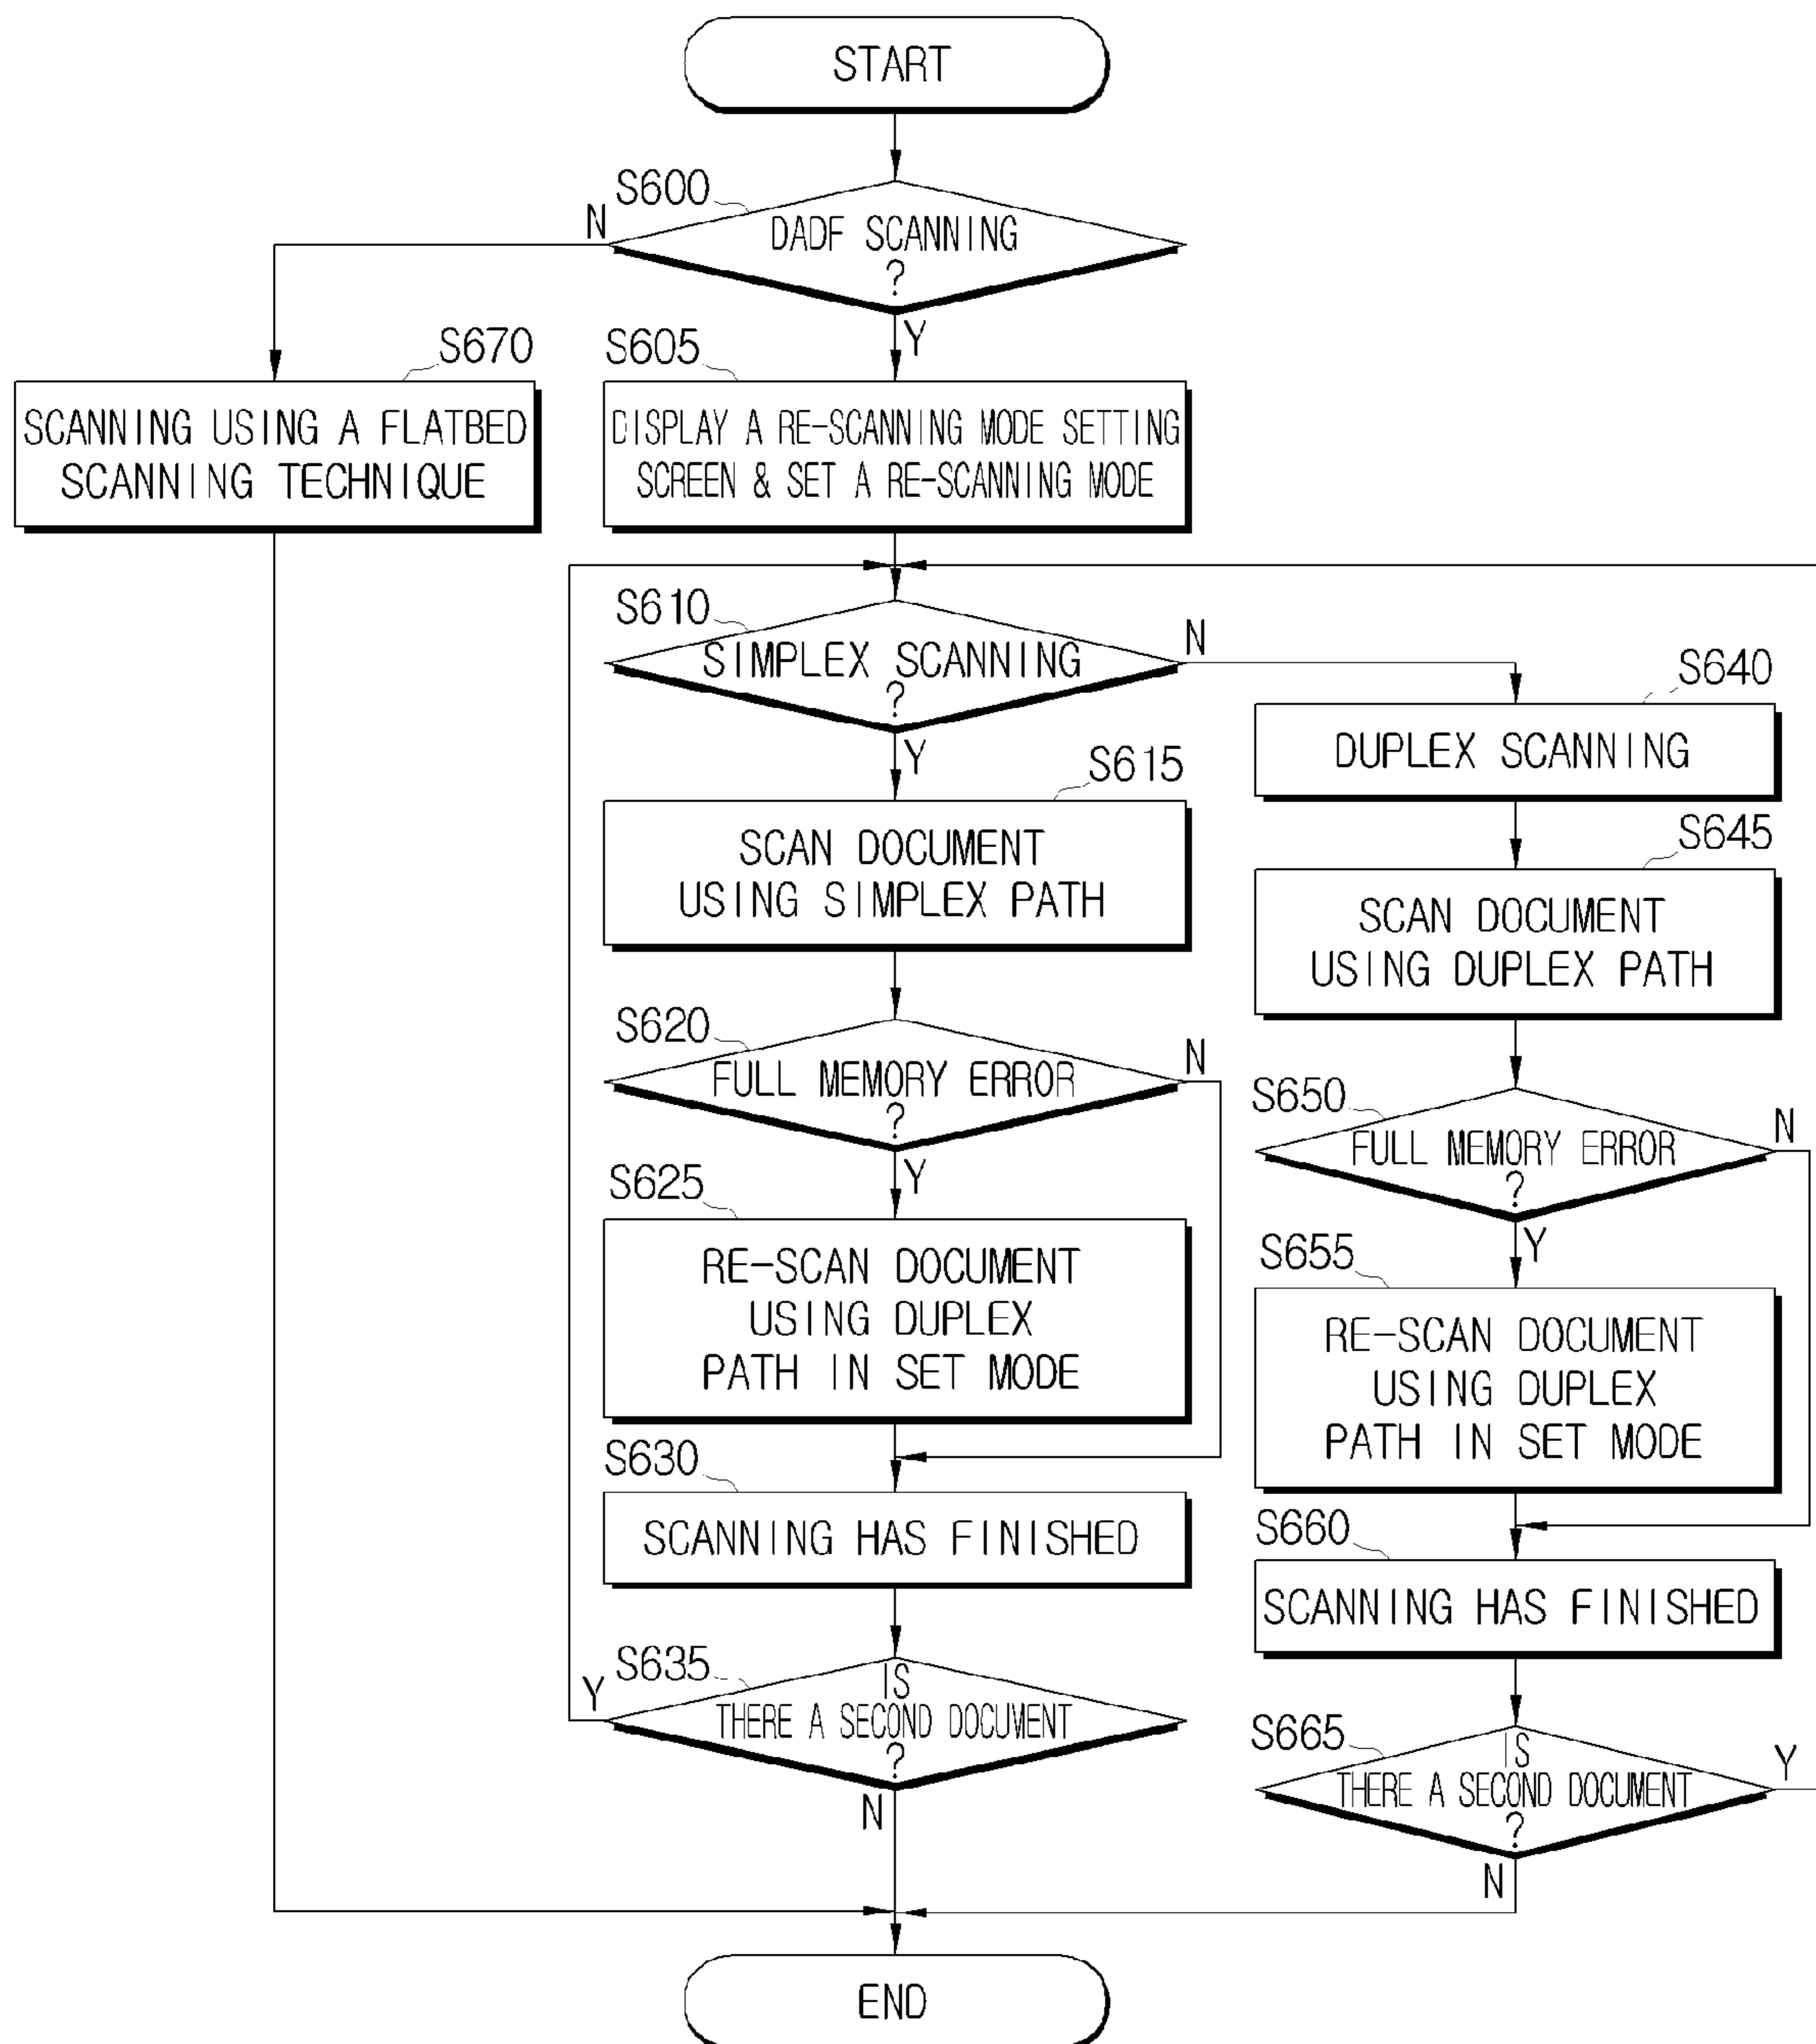 START
S600
N
DADF SCANNING
?
Y
S670
SCANNING USING A FLATBED
SCANNING TECHNIQUE
S605
DISPLAY A RE-SCANNING MODE SETTING
SCREEN & SET A RE-SCANNING MODE
S610
SIMPLEX SCANNING
?
N
Y
S615
SCAN DOCUMENT
USING SIMPLEX PATH
S620
FULL MEMORY ERROR
?
N
Y
S625
RE-SCAN DOCUMENT
USING DUPLEX
PATH IN SET MODE
S630
SCANNING HAS FINISHED
S635
Y
IS
THERE A SECOND DOCUMENT
?
N
S640
DUPLEX SCANNING
S645
SCAN DOCUMENT
USING DUPLEX PATH
S650
FULL MEMORY ERROR
?
N
Y
S655
RE-SCAN DOCUMENT
USING DUPLEX
PATH IN SET MODE
S660
SCANNING HAS FINISHED
S665
IS
THERE A SECOND DOCUMENT
?
Y
N
END